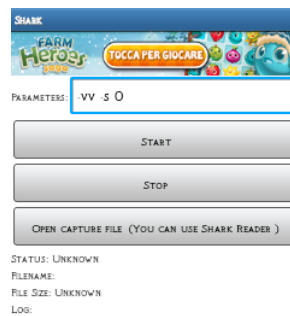 Shark
FARM
Heroes
SAGA
TOCCA PER GIOCARE
Parameters: -vv -s 0
Start
Stop
Open capture file (You can use Shark Reader )
Status: Unknown
Filename:
File Size: Unknown
Log: